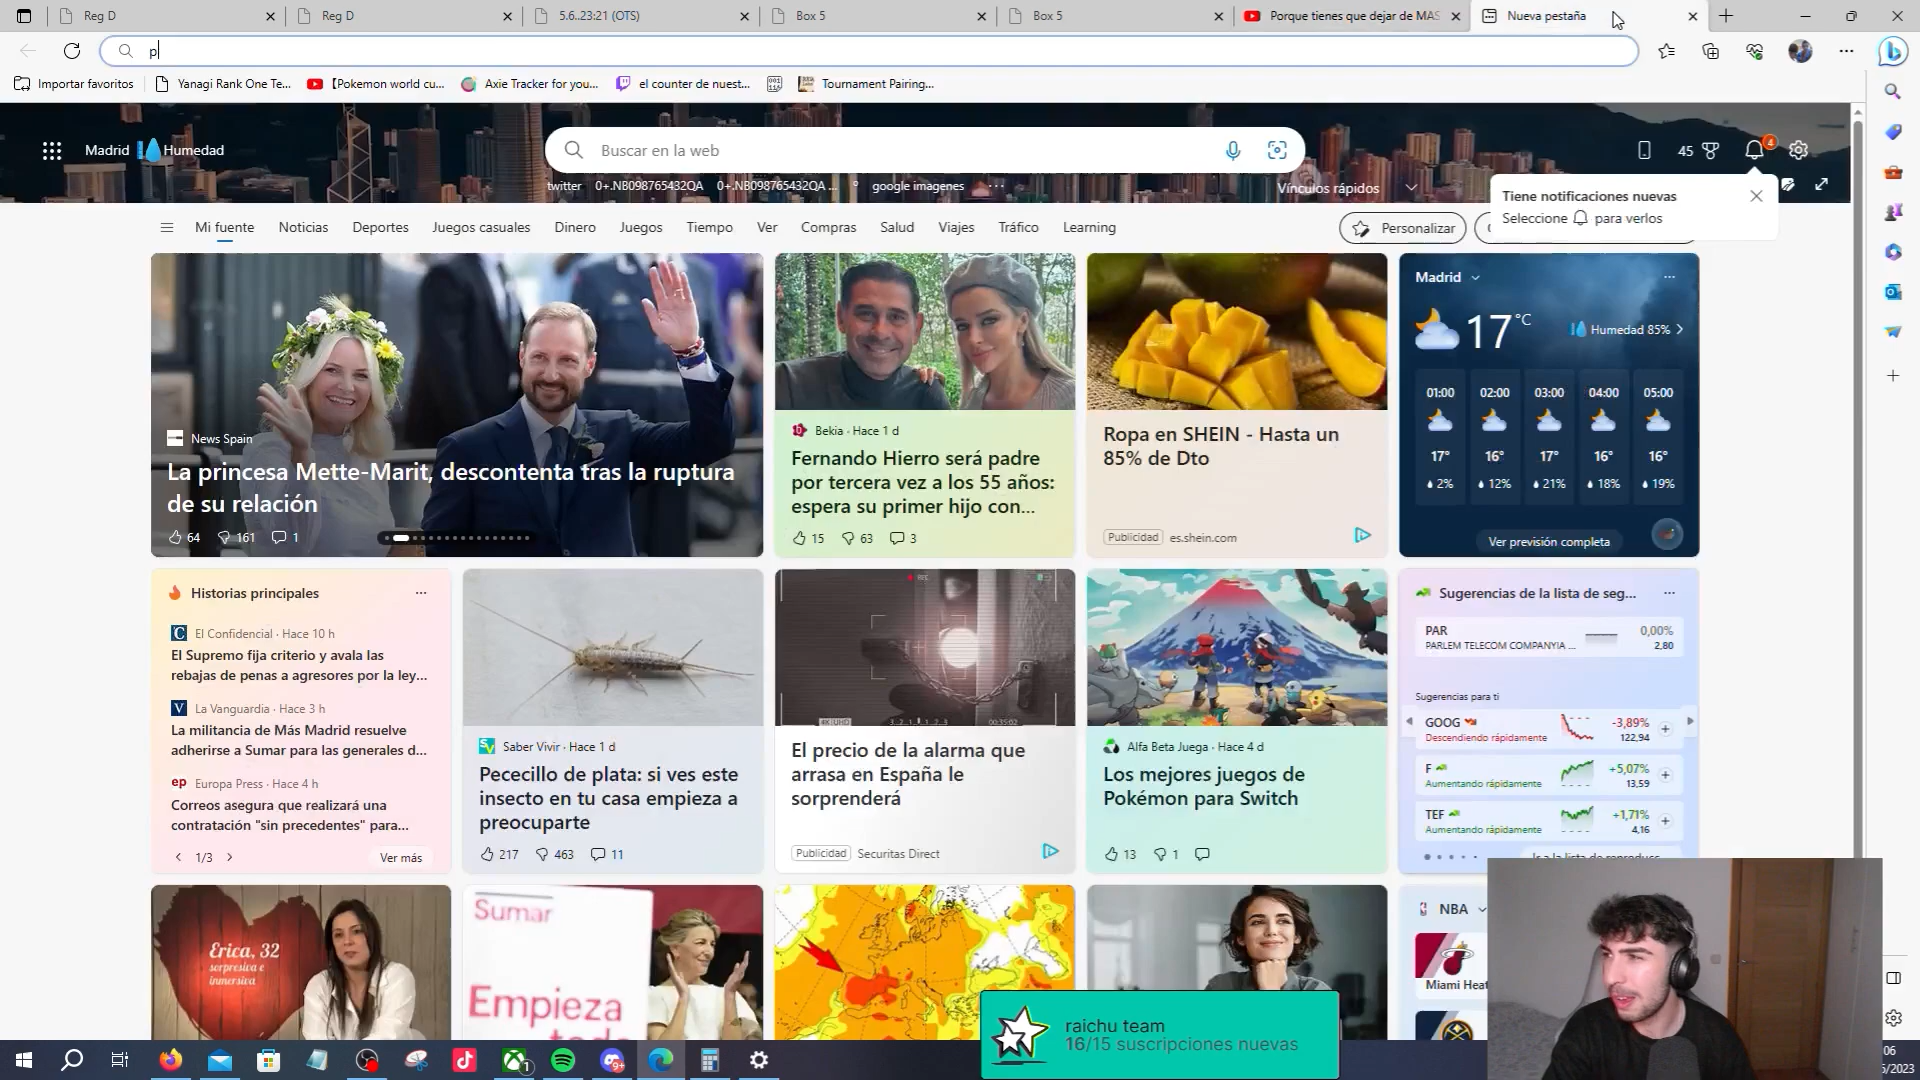 Reg D
Reg D
5.6..23:21 (OTS)
Box 5
Box 5
Porque tienes que dejar de MAS
Nueva pestaña
p
Importar favoritos
Yanagi Rank One Te...
【Pokemon world cu...
Axie Tracker for you...
el counter de nuest...
Tournament Pairing...
Madrid
Humedad
Buscar en la web
45
4
twitter
0+.NB098765432QA
0+.NB098765432QA ...
º
google imagenes
Vínculos rápidos
Tiene notificaciones nuevas
Seleccione para verlos
Mi fuente
Noticias
Deportes
Juegos casuales
Dinero
Juegos
Tiempo
Ver
Compras
Salud
Viajes
Tráfico
Learning
Personalizar
News Spain
La princesa Mette-Marit, descontenta tras la ruptura
de su relación
64
161
1
Bekia · Hace 1 d
Fernando Hierro será padre
por tercera vez a los 55 años:
espera su primer hijo con...
15
63
3
Ropa en SHEIN - Hasta un
85% de Dto
Publicidad es.shein.com
Madrid
17 °C
Humedad 85%
01:00 02:00 03:00 04:00 05:00
17° 16° 17° 16° 16°
2% 12% 21% 18% 19%
Ver previsión completa
Historias principales
El Confidencial · Hace 10 h
El Supremo fija criterio y avala las
rebajas de penas a agresores por la ley...
La Vanguardia · Hace 3 h
La militancia de Más Madrid resuelve
adherirse a Sumar para las generales d...
ep Europa Press · Hace 4 h
Correos asegura que realizará una
contratación "sin precedentes" para...
1/3
Ver más
Saber Vivir · Hace 1 d
Pececillo de plata: si ves este
insecto en tu casa empieza a
preocuparte
217
463
11
REC
El precio de la alarma que
arrasa en España le
sorprenderá
Publicidad Securitas Direct
Alfa Beta Juega · Hace 4 d
Los mejores juegos de
Pokémon para Switch
13
1
Sugerencias de la lista de seg...
PAR 0,00%
PARLEM TELECOM COMPANYIA ... 2,80
Sugerencias para ti
GOOG -3,89%
Descendiendo rápidamente 122,94
F +5,07%
Aumentando rápidamente 13,59
TEF +1,71%
Aumentando rápidamente 4,16
Erica, 32
sorpresiva e
inmersiva
Sumar
Empieza
todo
NBA
Miami Heat
raichu team
16/15 suscripciones nuevas
1
9+
06
/2023